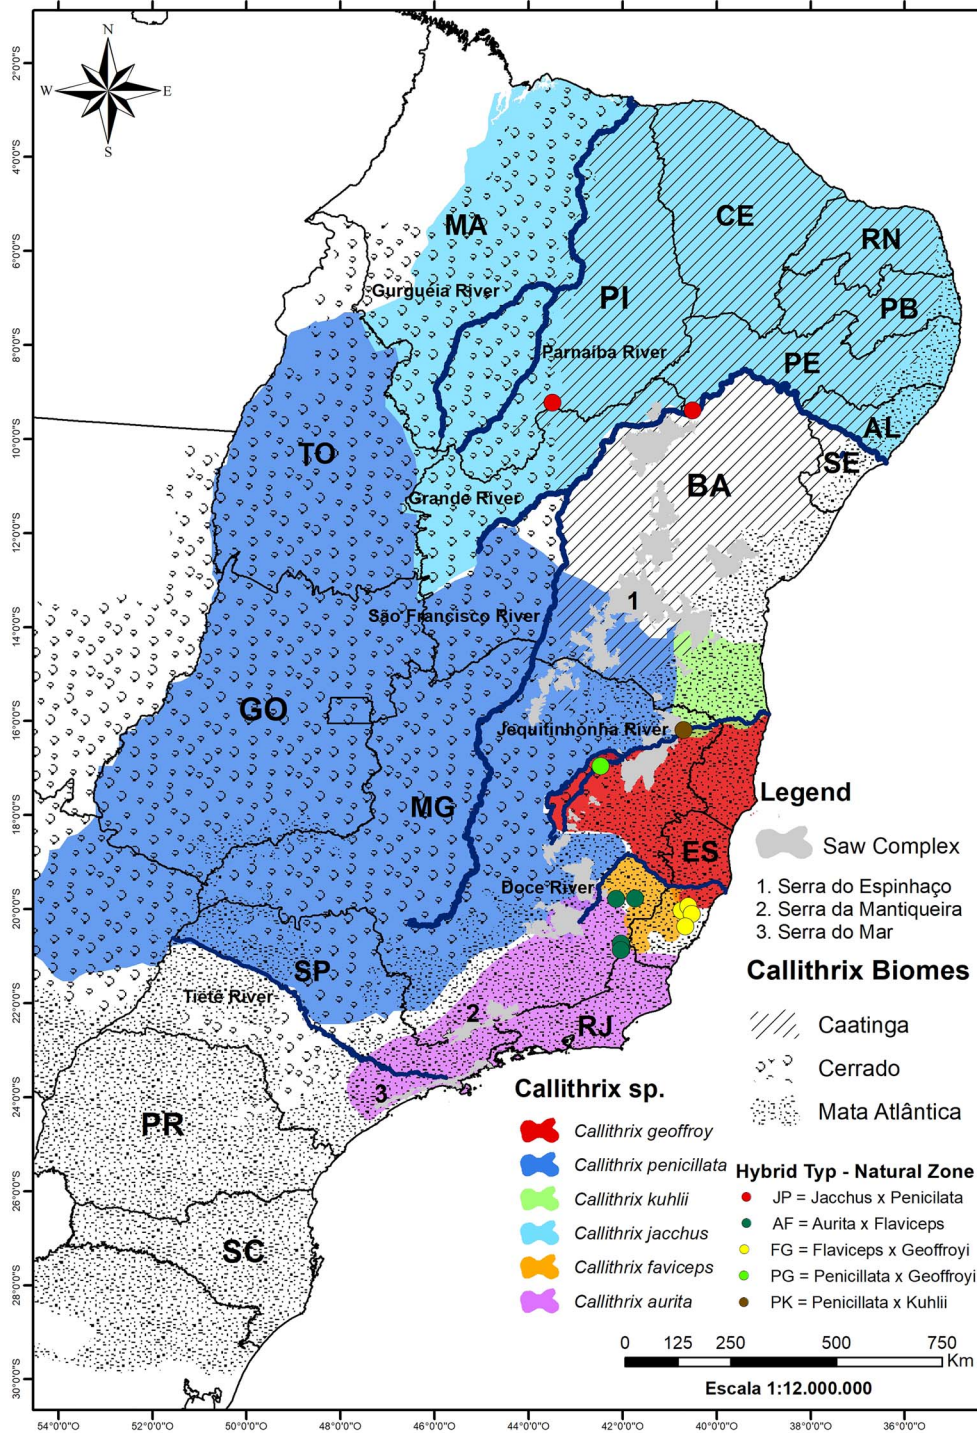 N
W
E
S
2°0'0"S
4°0'0"S
6°0'0"S
8°0'0"S
10°0'0"S
12°0'0"S
14°0'0"S
16°0'0"S
18°0'0"S
20°0'0"S
22°0'0"S
24°0'0"S
26°0'0"S
28°0'0"S
30°0'0"S
MA
CE
RN
Gurguéia River
PI
PB
Parnaíba River
PE
AL
TO
SE
BA
Grande River
1
São Francisco River
GO
Jequitinhonha River
MG
ES
Doce River
SP
Tietê River
2
RJ
3
PR
SC
Legend
Saw Complex
1. Serra do Espinhaço
2. Serra da Mantiqueira
3. Serra do Mar
Callithrix Biomes
Caatinga
Cerrado
Mata Atlântica
Callithrix sp.
Callithrix geoffroy
Callithrix penicillata
Callithrix kuhlii
Callithrix jacchus
Callithrix faviceps
Callithrix aurita
Hybrid Typ - Natural Zone
JP = Jacchus x Penicilata
AF = Aurita x Flaviceps
FG = Flaviceps x Geoffroyi
PG = Penicillata x Geoffroyi
PK = Penicillata x Kuhlii
0 125 250 500 750
Km
Escala 1:12.000.000
54°0'0"O 52°0'0"O 50°0'0"O 48°0'0"O 46°0'0"O 44°0'0"O 42°0'0"O 40°0'0"O 38°0'0"O 36°0'0"O